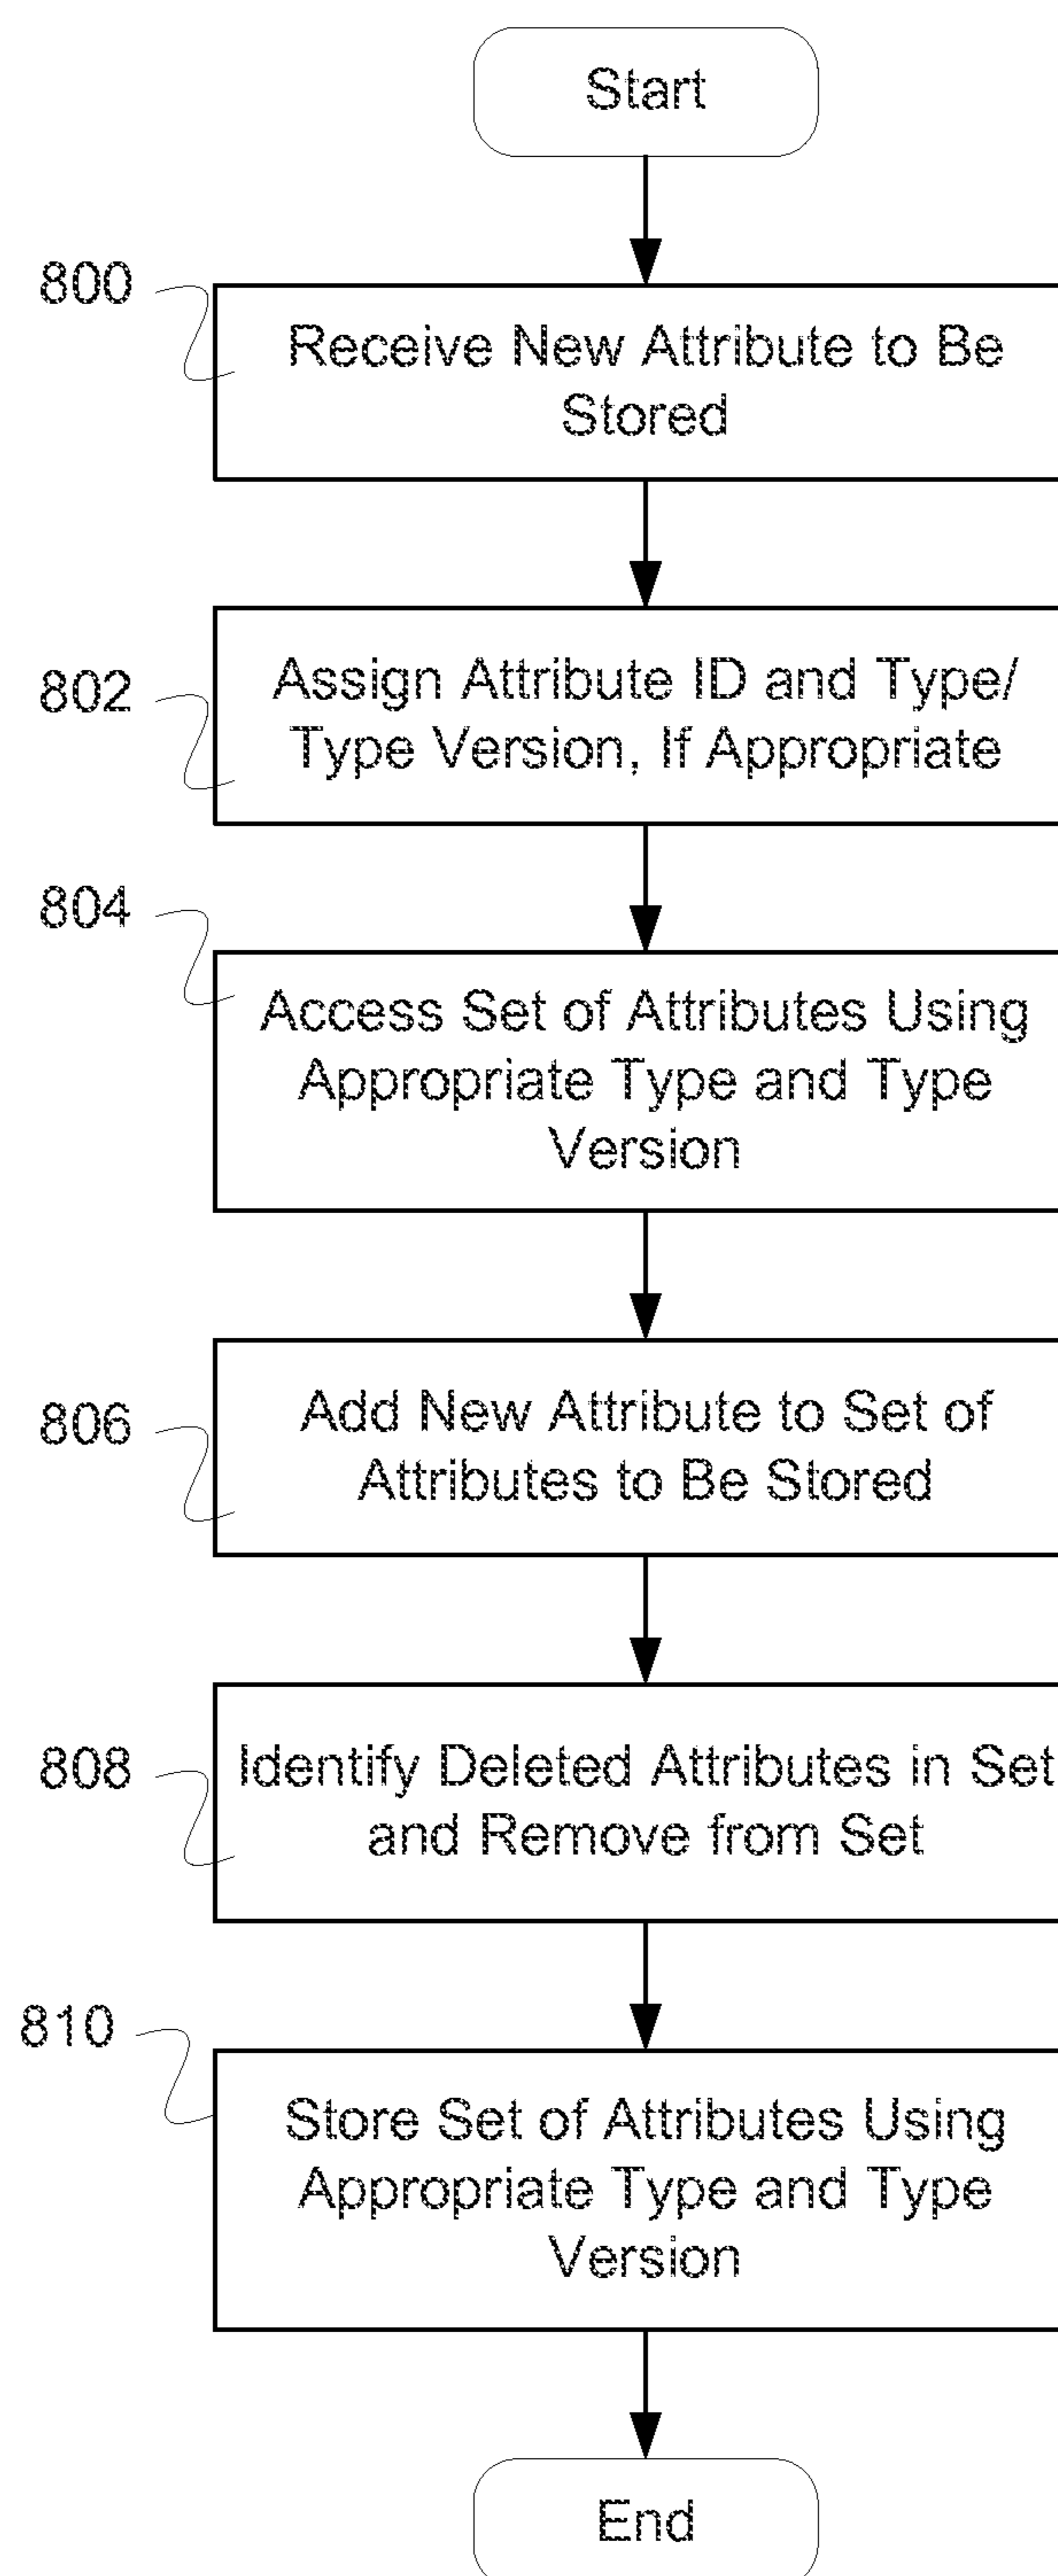 Start
800
Receive New Attribute to Be
Stored
802
Assign Attribute ID and Type/
Type Version, If Appropriate
804
Access Set of Attributes Using
Appropriate Type and Type
Version
806
Add New Attribute to Set of
Attributes to Be Stored
808
Identify Deleted Attributes in Set
and Remove from Set
810
Store Set of Attributes Using
Appropriate Type and Type
Version
End